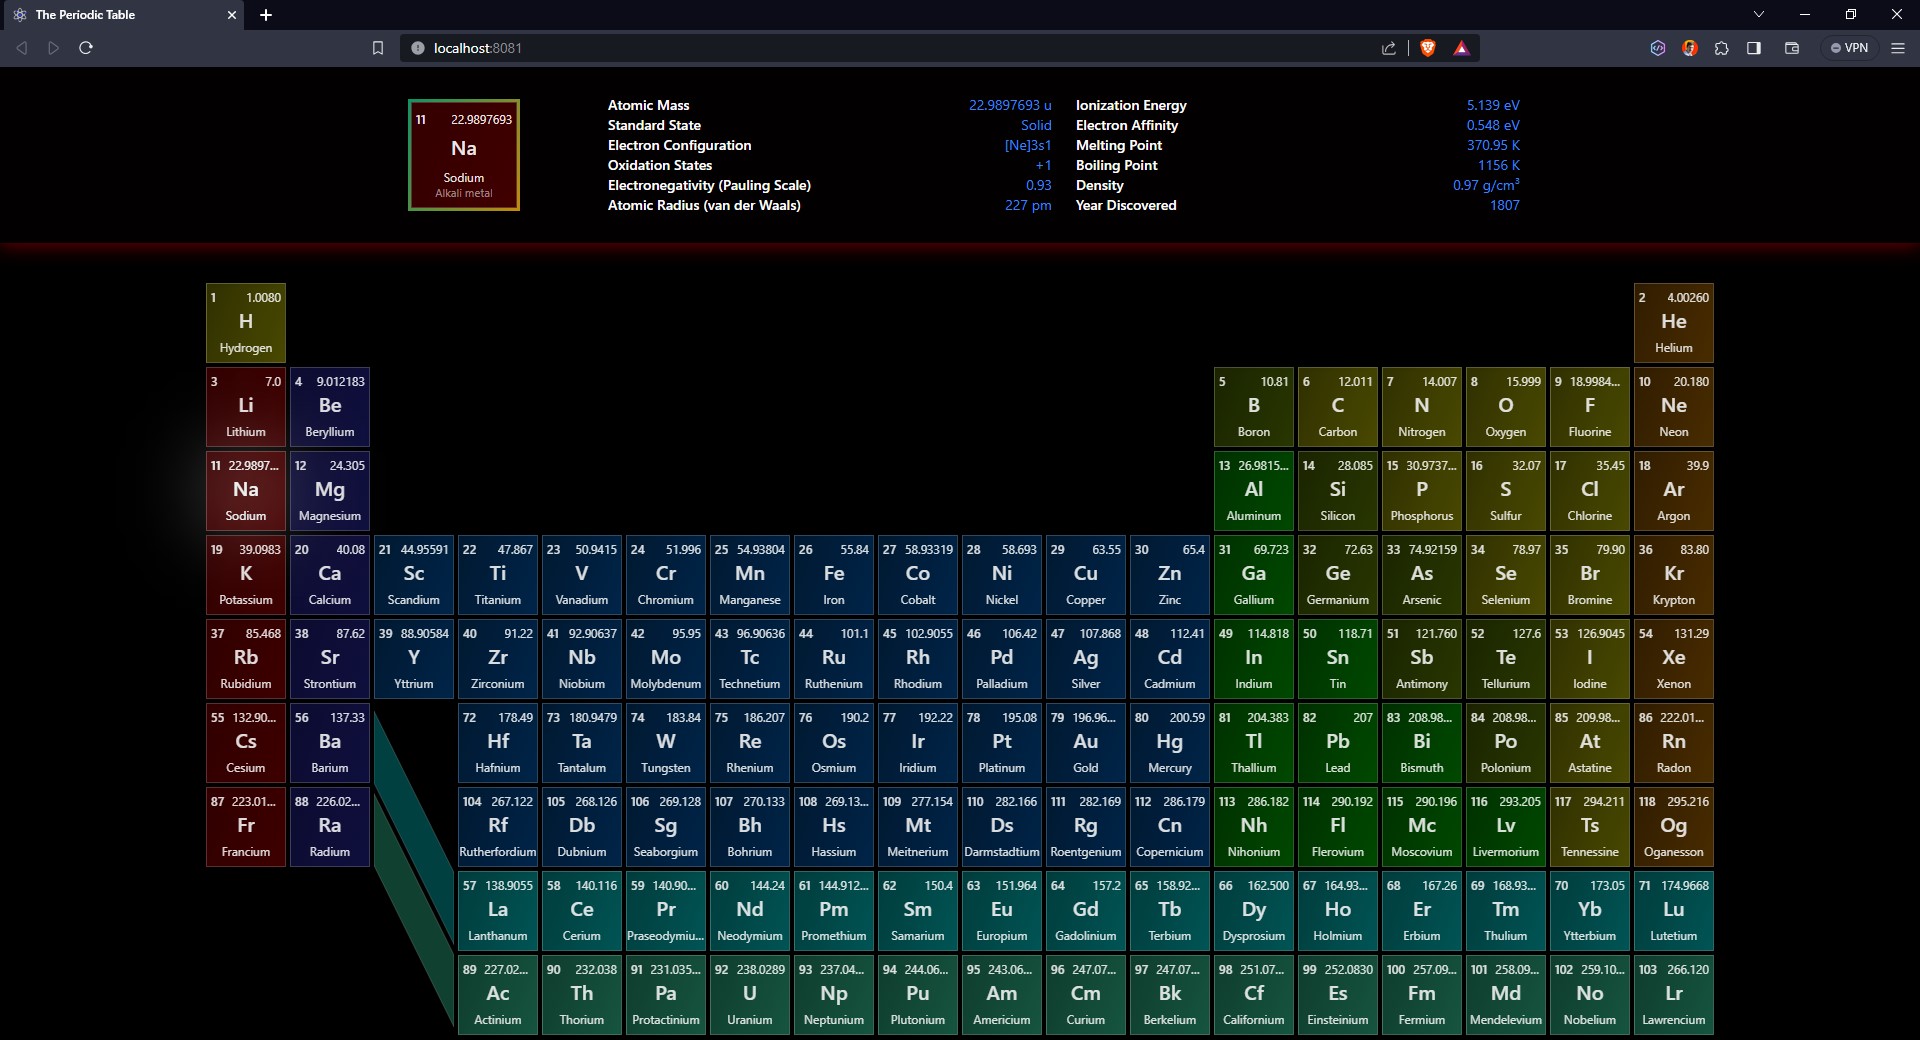 The Periodic Table
localhost:8081
VPN
11 22.9897693
Na
Sodium
Alkali metal
Atomic Mass 22.9897693 u Ionization Energy 5.139 eV
Standard State Solid Electron Affinity 0.548 eV
Electron Configuration [Ne]3s1 Melting Point 370.95 K
Oxidation States +1 Boiling Point 1156 K
Electronegativity (Pauling Scale) 0.93 Density 0.97 g/cm³
Atomic Radius (van der Waals) 227 pm Year Discovered 1807
1 1.0080 2 4.00260
H He
Hydrogen Helium
3 7.0 4 9.012183 5 10.81 6 12.011 7 14.007 8 15.999 9 18.9984... 10 20.180
Li Be B C N O F Ne
Lithium Beryllium Boron Carbon Nitrogen Oxygen Fluorine Neon
11 22.9897... 12 24.305 13 26.9815... 14 28.085 15 30.9737... 16 32.07 17 35.45 18 39.9
Na Mg Al Si P S Cl Ar
Sodium Magnesium Aluminum Silicon Phosphorus Sulfur Chlorine Argon
19 39.0983 20 40.08 21 44.95591 22 47.867 23 50.9415 24 51.996 25 54.93804 26 55.84 27 58.93319 28 58.693 29 63.55 30 65.4 31 69.723 32 72.63 33 74.92159 34 78.97 35 79.90 36 83.80
K Ca Sc Ti V Cr Mn Fe Co Ni Cu Zn Ga Ge As Se Br Kr
Potassium Calcium Scandium Titanium Vanadium Chromium Manganese Iron Cobalt Nickel Copper Zinc Gallium Germanium Arsenic Selenium Bromine Krypton
37 85.468 38 87.62 39 88.90584 40 91.22 41 92.90637 42 95.95 43 96.90636 44 101.1 45 102.9055 46 106.42 47 107.868 48 112.41 49 114.818 50 118.71 51 121.760 52 127.6 53 126.9045 54 131.29
Rb Sr Y Zr Nb Mo Tc Ru Rh Pd Ag Cd In Sn Sb Te I Xe
Rubidium Strontium Yttrium Zirconium Niobium Molybdenum Technetium Ruthenium Rhodium Palladium Silver Cadmium Indium Tin Antimony Tellurium Iodine Xenon
55 132.90... 56 137.33 72 178.49 73 180.9479 74 183.84 75 186.207 76 190.2 77 192.22 78 195.08 79 196.96... 80 200.59 81 204.383 82 207 83 208.98... 84 208.98... 85 209.98... 86 222.01...
Cs Ba Hf Ta W Re Os Ir Pt Au Hg Tl Pb Bi Po At Rn
Cesium Barium Hafnium Tantalum Tungsten Rhenium Osmium Iridium Platinum Gold Mercury Thallium Lead Bismuth Polonium Astatine Radon
87 223.01... 88 226.02... 104 267.122 105 268.126 106 269.128 107 270.133 108 269.13... 109 277.154 110 282.166 111 282.169 112 286.179 113 286.182 114 290.192 115 290.196 116 293.205 117 294.211 118 295.216
Fr Ra Rf Db Sg Bh Hs Mt Ds Rg Cn Nh Fl Mc Lv Ts Og
Francium Radium Rutherfordium Dubnium Seaborgium Bohrium Hassium Meitnerium Darmstadtium Roentgenium Copernicium Nihonium Flerovium Moscovium Livermorium Tennessine Oganesson
57 138.9055 58 140.116 59 140.90... 60 144.24 61 144.912... 62 150.4 63 151.964 64 157.2 65 158.92... 66 162.500 67 164.93... 68 167.26 69 168.93... 70 173.05 71 174.9668
La Ce Pr Nd Pm Sm Eu Gd Tb Dy Ho Er Tm Yb Lu
Lanthanum Cerium Praseodymiu... Neodymium Promethium Samarium Europium Gadolinium Terbium Dysprosium Holmium Erbium Thulium Ytterbium Lutetium
89 227.02... 90 232.038 91 231.035... 92 238.0289 93 237.04... 94 244.06... 95 243.06... 96 247.07... 97 247.07... 98 251.07... 99 252.0830 100 257.09... 101 258.09... 102 259.10... 103 266.120
Ac Th Pa U Np Pu Am Cm Bk Cf Es Fm Md No Lr
Actinium Thorium Protactinium Uranium Neptunium Plutonium Americium Curium Berkelium Californium Einsteinium Fermium Mendelevium Nobelium Lawrencium